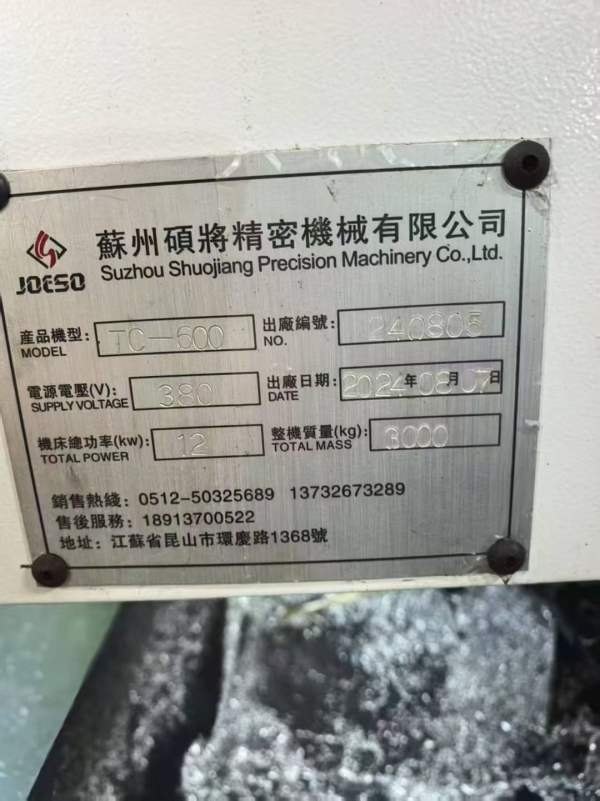 JOESO
蘇州碩將精密機械有限公司
Suzhou Shuojiang Precision Machinery Co.,Ltd.
産品機型: TC-600 出廠編號: 240805
MODEL NO.
電源電壓(V): 380 出廠日期: 2024年08月07日
SUPPLY VOLTAGE DATE
機床總功率(kw): 12 整機質量(kg): 3000
TOTAL POWER TOTAL MASS
銷售熱綫: 0512-50325689 13732673289
售後服務: 18913700522
地址: 江蘇省昆山市環慶路1368號